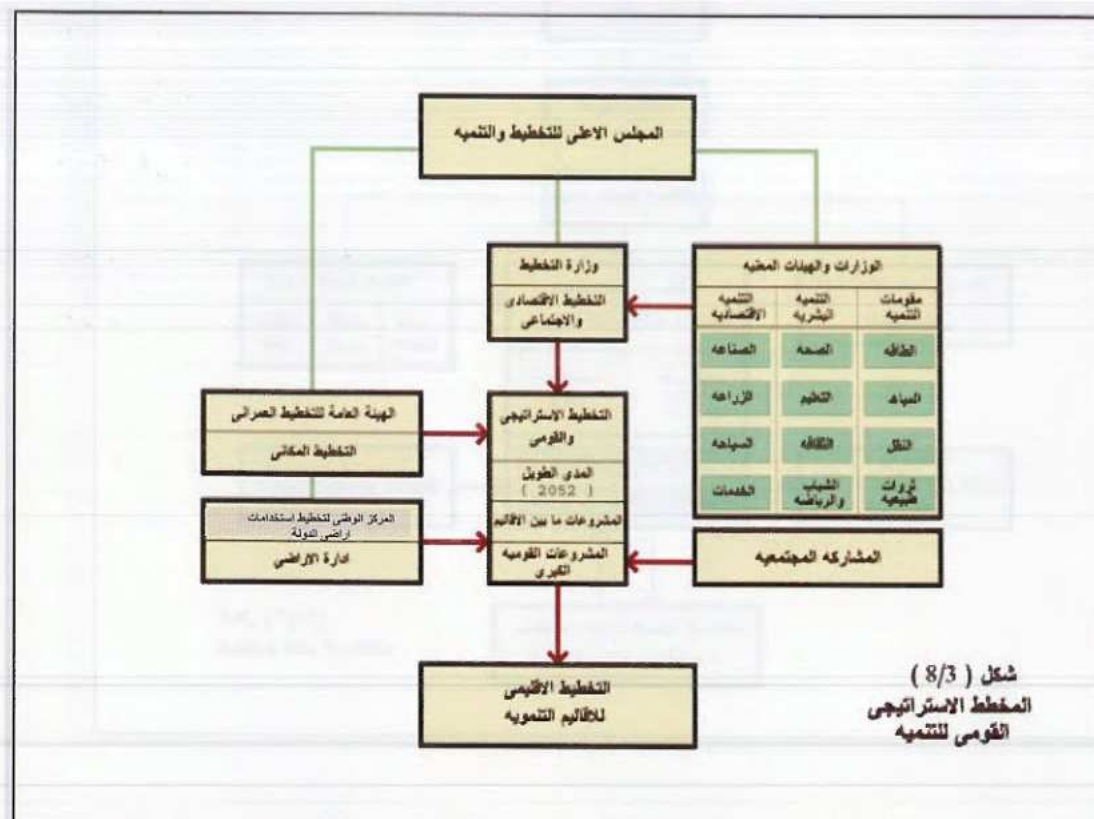 المجلس الاعلى للتخطيط والتنميه
الوزارات والهيئات المعنيه
مقومات
التنميه
التنميه
البشريه
التنميه
الاقتصاديه
الطاقه
الصحه
الصناعه
المياه
التعليم
الزراعه
النقل
الثقافه
السياحه
ثروات
طبيعيه
الشباب
والرياضه
الخدمات
وزارة التخطيط
التخطيط الاقتصادى
والاجتماعى
التخطيط الاستراتيجى
والقومى
المدى الطويل
( 2052 )
المشروعات ما بين الاقاليم
المشروعات القوميه
الكبرى
الهيئة العامة للتخطيط العمرانى
التخطيط المكانى
المركز الوطنى لتخطيط استخدامات
اراضى الدولة
ادارة الاراضي
المشاركه المجتمعيه
التخطيط الاقليمى
للاقاليم التنمويه
شكل ( 8/3 )
المخطط الاستراتيجى
القومى للتنميه